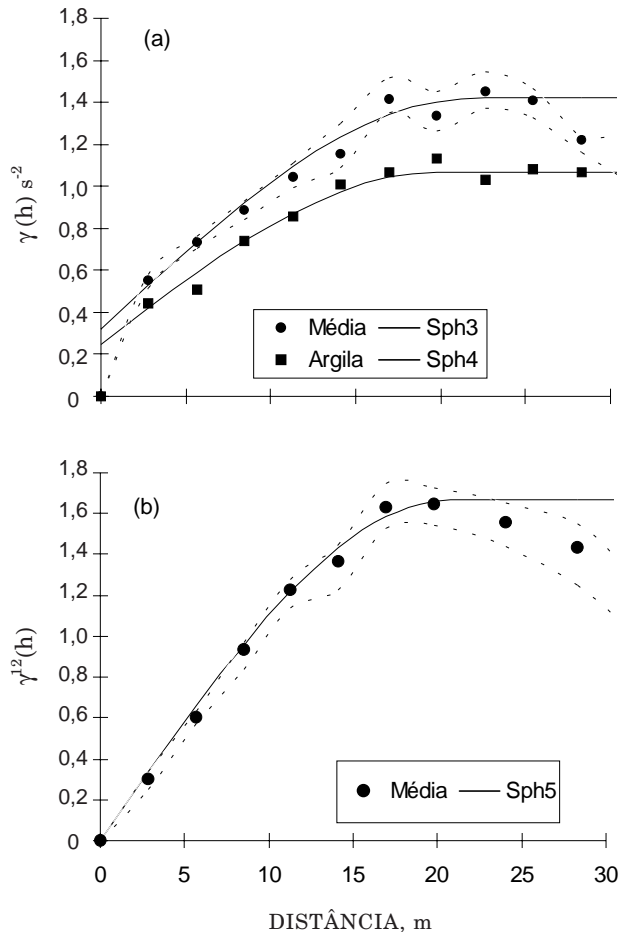 (a)
γ (h) s-2
1,8
1,6
1,4
1,2
1,0
0,8
0,6
0,4
0,2
0
Média Sph3
Argila Sph4
(b)
γ12(h)
1,8
1,6
1,4
1,2
1,0
0,8
0,6
0,4
0,2
0
Média Sph5
0 5 10 15 20 25 30
DISTÂNCIA, m